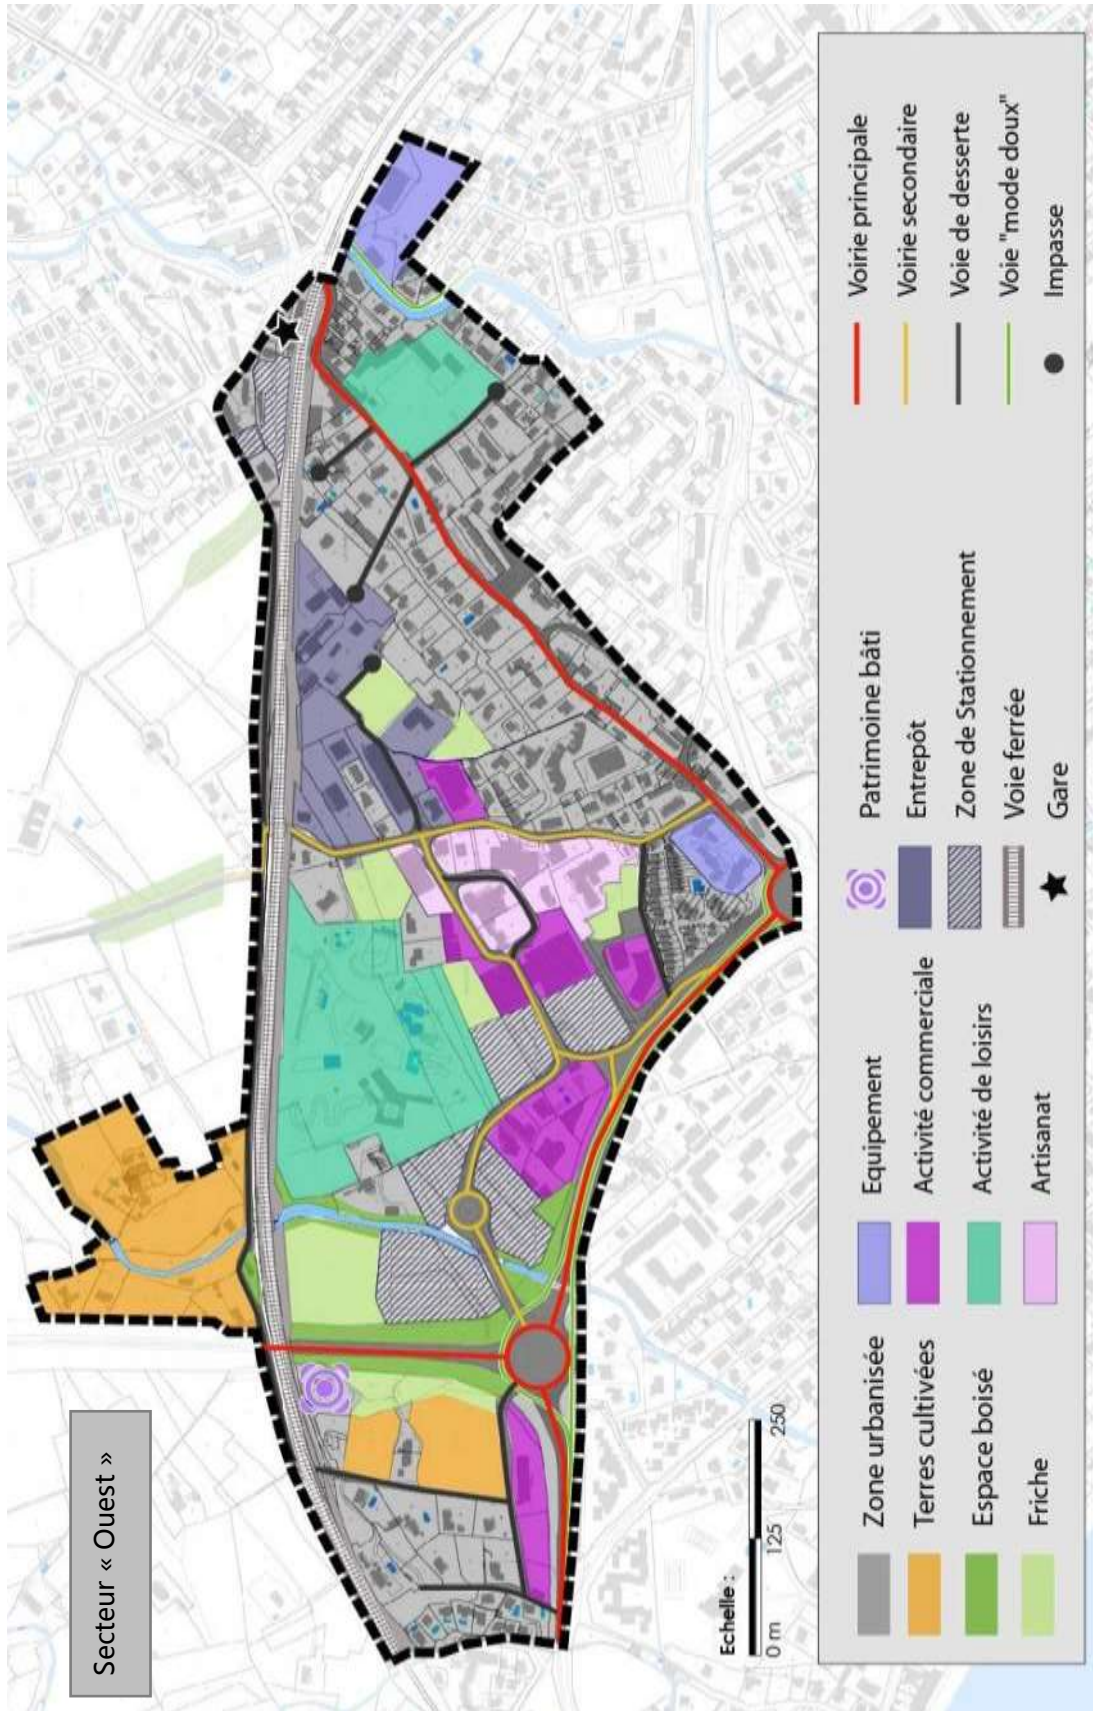 Secteur « Ouest »
Echelle :
0 m 125 250
Zone urbanisée
Terres cultivées
Espace boisé
Friche
Equipement
Activité commerciale
Activité de loisirs
Artisanat
Patrimoine bâti
Entrepôt
Zone de Stationnement
Voie ferrée
Gare
Voirie principale
Voirie secondaire
Voie de desserte
Voie "mode doux"
Impasse